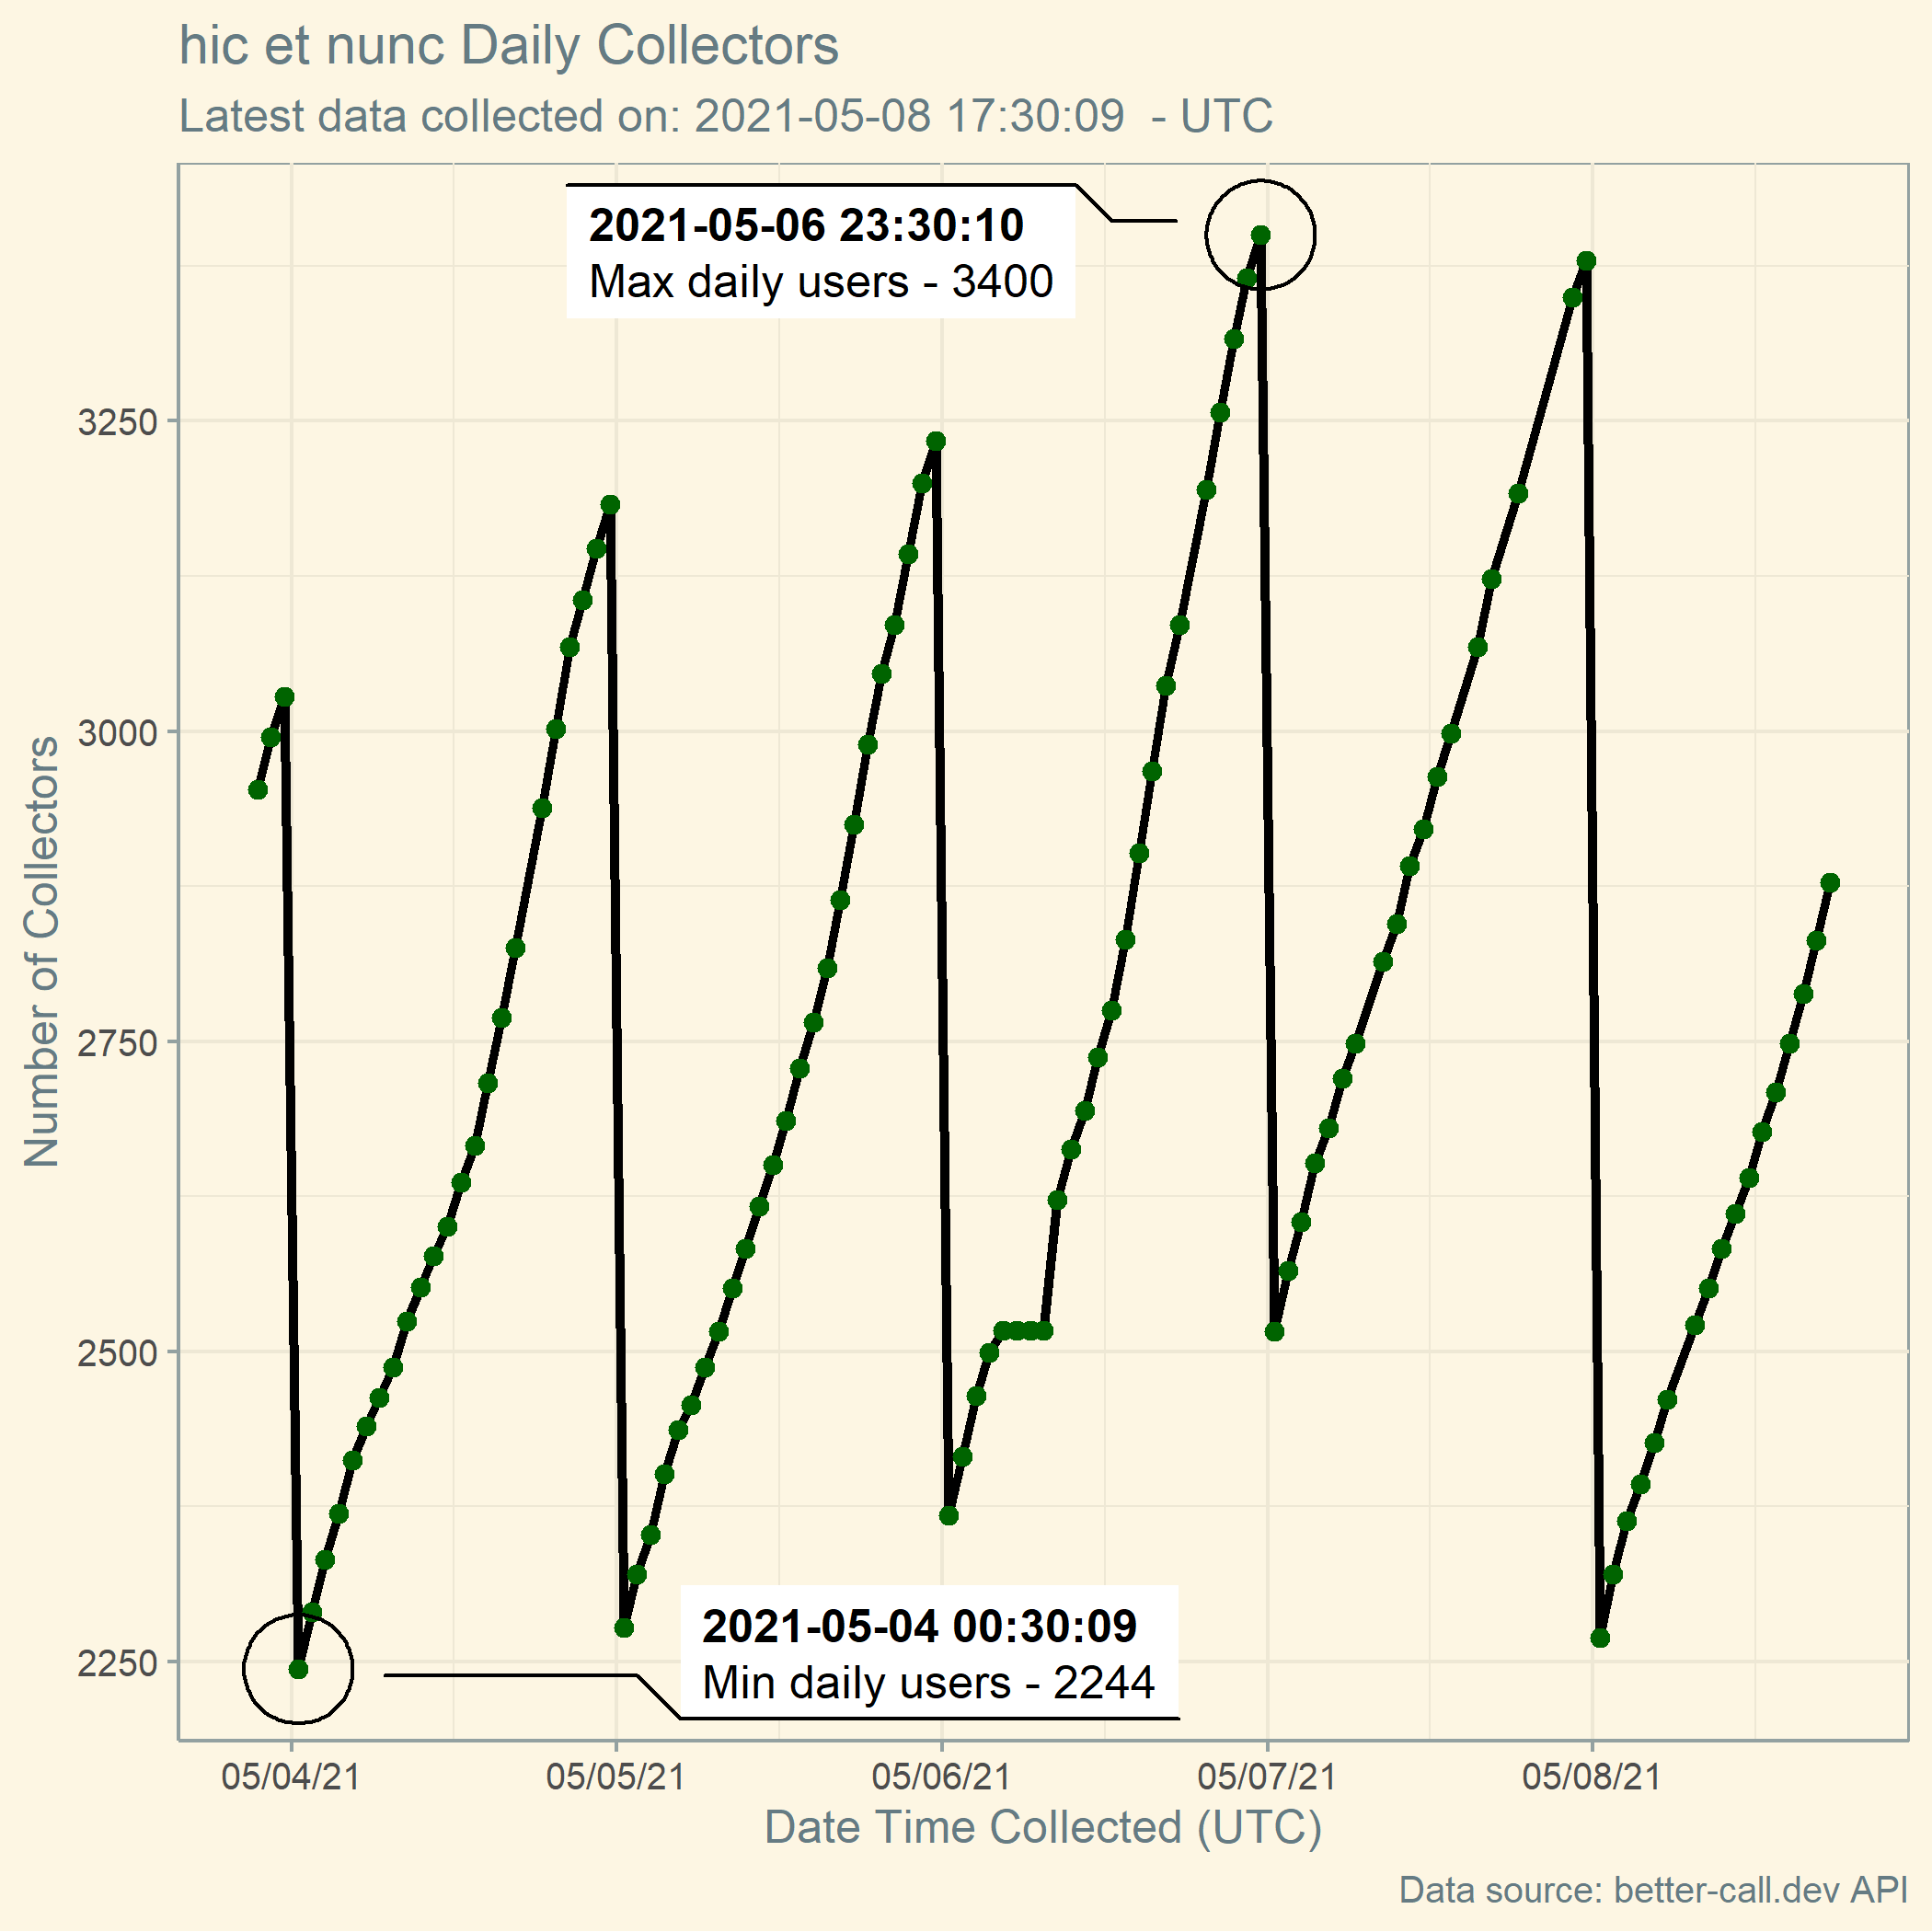 hic et nunc Daily Collectors
Latest data collected on: 2021-05-08 17:30:09  - UTC
2021-05-06 23:30:10
Max daily users - 3400
3250
3000
2750
2500
2250
Number of Collectors
2021-05-04 00:30:09
Min daily users - 2244
05/04/21
05/05/21
05/06/21
05/07/21
05/08/21
Date Time Collected (UTC)
Data source: better-call.dev API